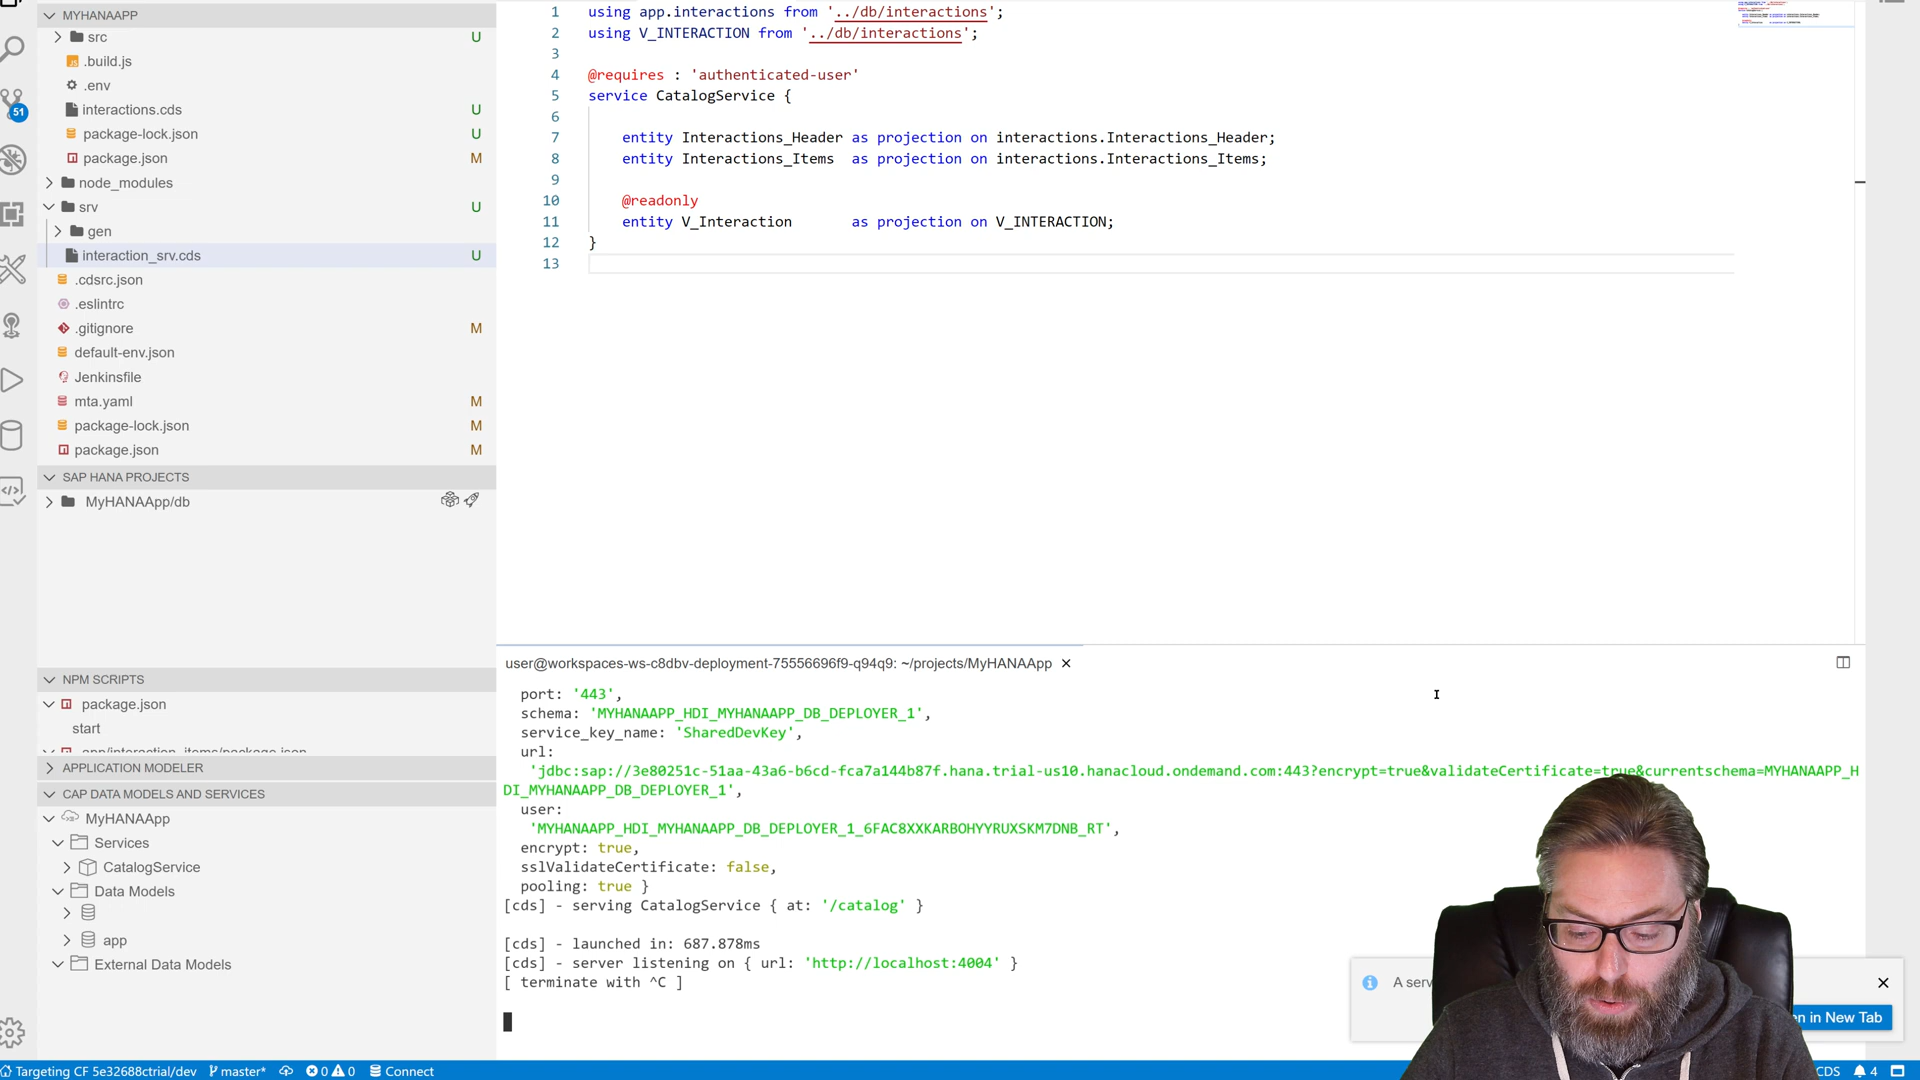 MYHANAAPP
src U
.build.js
.env
interactions.cds U
package-lock.json U
package.json M
node_modules
srv U
gen
interaction_srv.cds U
.cdsrc.json
.eslintrc
.gitignore M
default-env.json
Jenkinsfile
mta.yaml M
package-lock.json M
package.json M
51
SAP HANA PROJECTS
MyHANAApp/db
NPM SCRIPTS
package.json
start
app/interaction_items/package.json
APPLICATION MODELER
CAP DATA MODELS AND SERVICES
MyHANAApp
Services
CatalogService
Data Models
app
External Data Models
1 using app.interactions from '../db/interactions';
2 using V_INTERACTION from '../db/interactions';
3
4 @requires : 'authenticated-user'
5 service CatalogService {
6
7 entity Interactions_Header as projection on interactions.Interactions_Header;
8 entity Interactions_Items as projection on interactions.Interactions_Items;
9
10 @readonly
11 entity V_Interaction as projection on V_INTERACTION;
12 }
13
user@workspaces-ws-c8dbv-deployment-75556696f9-q94q9: ~/projects/MyHANAApp ×
port: '443',
schema: 'MYHANAAPP_HDI_MYHANAAPP_DB_DEPLOYER_1',
service_key_name: 'SharedDevKey',
url:
'jdbc:sap://3e80251c-51aa-43a6-b6cd-fca7a144b87f.hana.trial-us10.hanacloud.ondemand.com:443?encrypt=true&validateCertificate=true&currentschema=MYHANAAPP_H
DI_MYHANAAPP_DB_DEPLOYER_1',
user:
'MYHANAAPP_HDI_MYHANAAPP_DB_DEPLOYER_1_6FAC8XXKARBOHYYRUXSKM7DNB_RT',
encrypt: true,
sslValidateCertificate: false,
pooling: true }
[cds] - serving CatalogService { at: '/catalog' }
[cds] - launched in: 687.878ms
[cds] - server listening on { url: 'http://localhost:4004' }
[ terminate with ^C ]
A serv
en in New Tab
Targeting CF 5e32688ctrial/dev master* 0 0 Connect
CDS 4